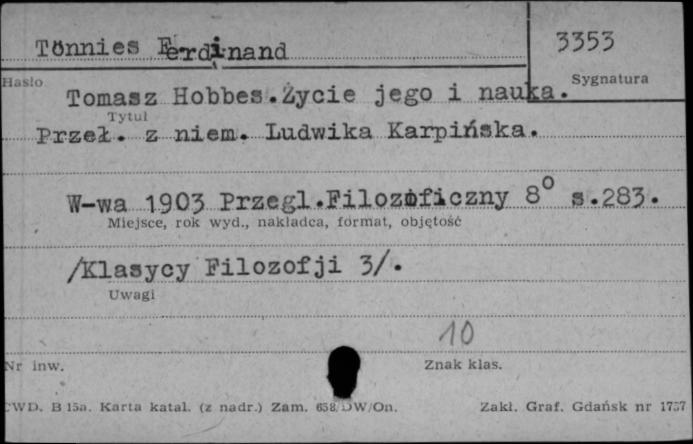 Tönnies Ferdinand
3353
Hasło
Sygnatura
Tomasz Hobbes. Życie jego i nauka.
Tytuł
Przeł. z niem. Ludwika Karpińska.
W-wa 1903 Przegl.Filozoficzny 8° s.283.
Miejsce, rok wyd., nakładca, format, objętość
/Klasycy Filozofji 3/.
Uwagi
10
Nr inw.
Znak klas.
CWD. B 15a. Karta katal. (z nadr.) Zam. 658/DW/On.
Zakł. Graf. Gdańsk nr 1737